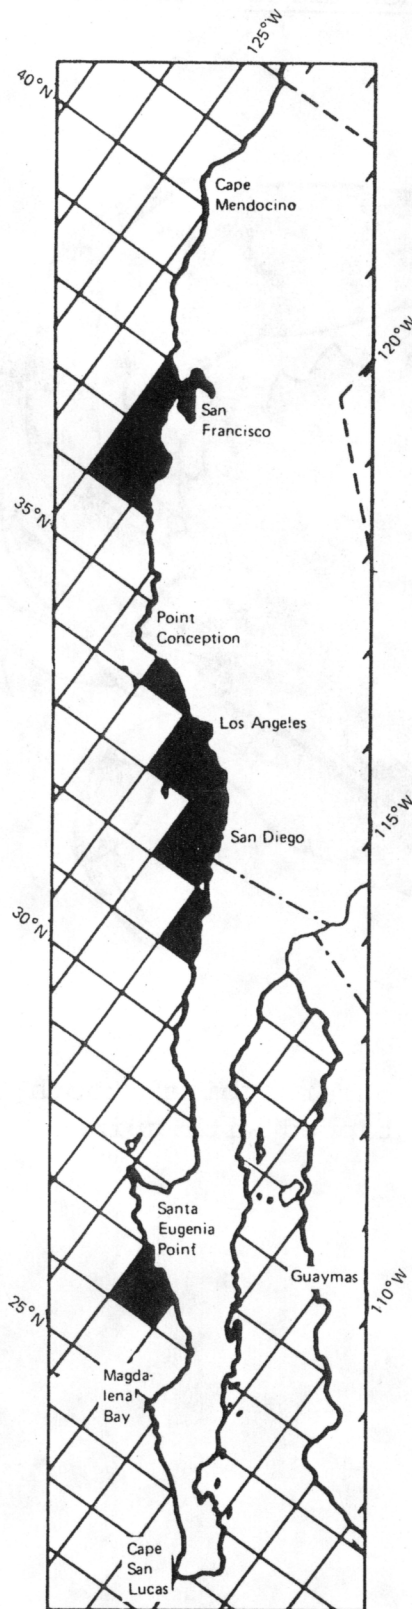 125°W
40°N
Cape
Mendocino
120°W
San
Francisco
35°N
Point
Conception
Los Angeles
115°W
San Diego
30°N
Santa
Eugenia
Point
Guaymas
110°W
25°N
Magda-
lena
Bay
Cape
San
Lucas